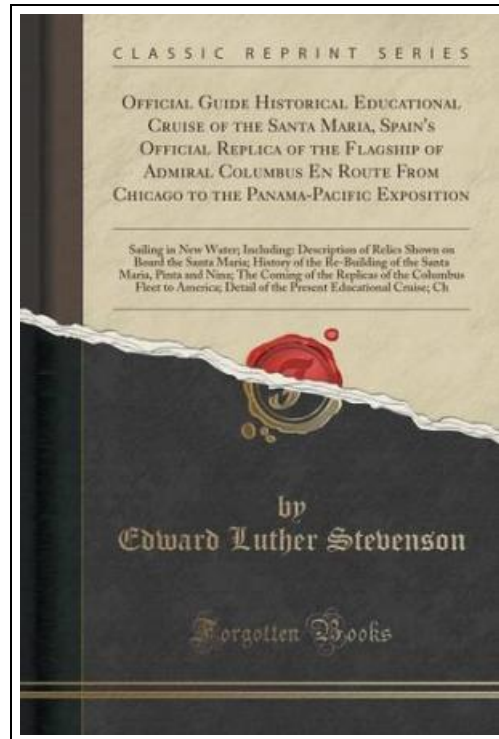 CLASSIC REPRINT SERIES
OFFICIAL GUIDE HISTORICAL EDUCATIONAL
CRUISE OF THE SANTA MARIA, SPAIN'S
OFFICIAL REPLICA OF THE FLAGSHIP OF
ADMIRAL COLUMBUS EN ROUTE FROM
CHICAGO TO THE PANAMA-PACIFIC EXPOSITION
Sailing in New Water; Including: Description of Relics Shown on
Board the Santa Maria; History of the Re-Building of the Santa
Maria, Pinta and Nina; The Coming of the Replicas of the Columbus
Fleet to America; Detail of the Present Educational Cruise; Ch
by
Edward Luther Stevenson
Forgotten Books